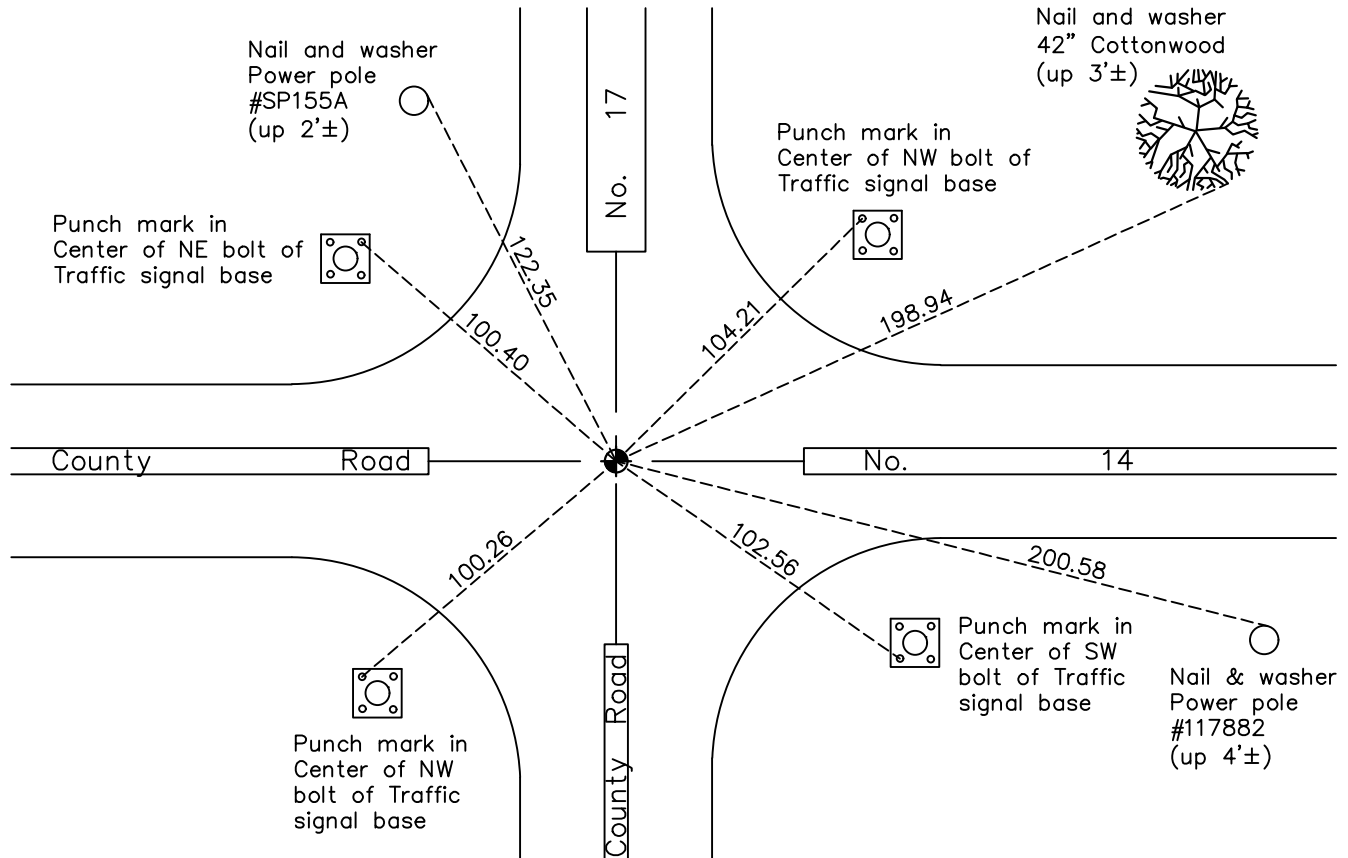 Nail and washer
Power pole
#SP155A
(up 2'±)
No. 17
Nail and washer
42” Cottonwood
(up 3'±)
Punch mark in
Center of NW bolt of
Traffic signal base
Punch mark in
Center of NE bolt of
Traffic signal base
122.35
100.40
104.21
198.94
County Road
No. 14
100.26
102.56
200.58
Punch mark in
Center of SW
bolt of Traffic
signal base
Nail & washer
Power pole
#117882
(up 4'±)
County Road
Punch mark in
Center of NW
bolt of Traffic
signal base